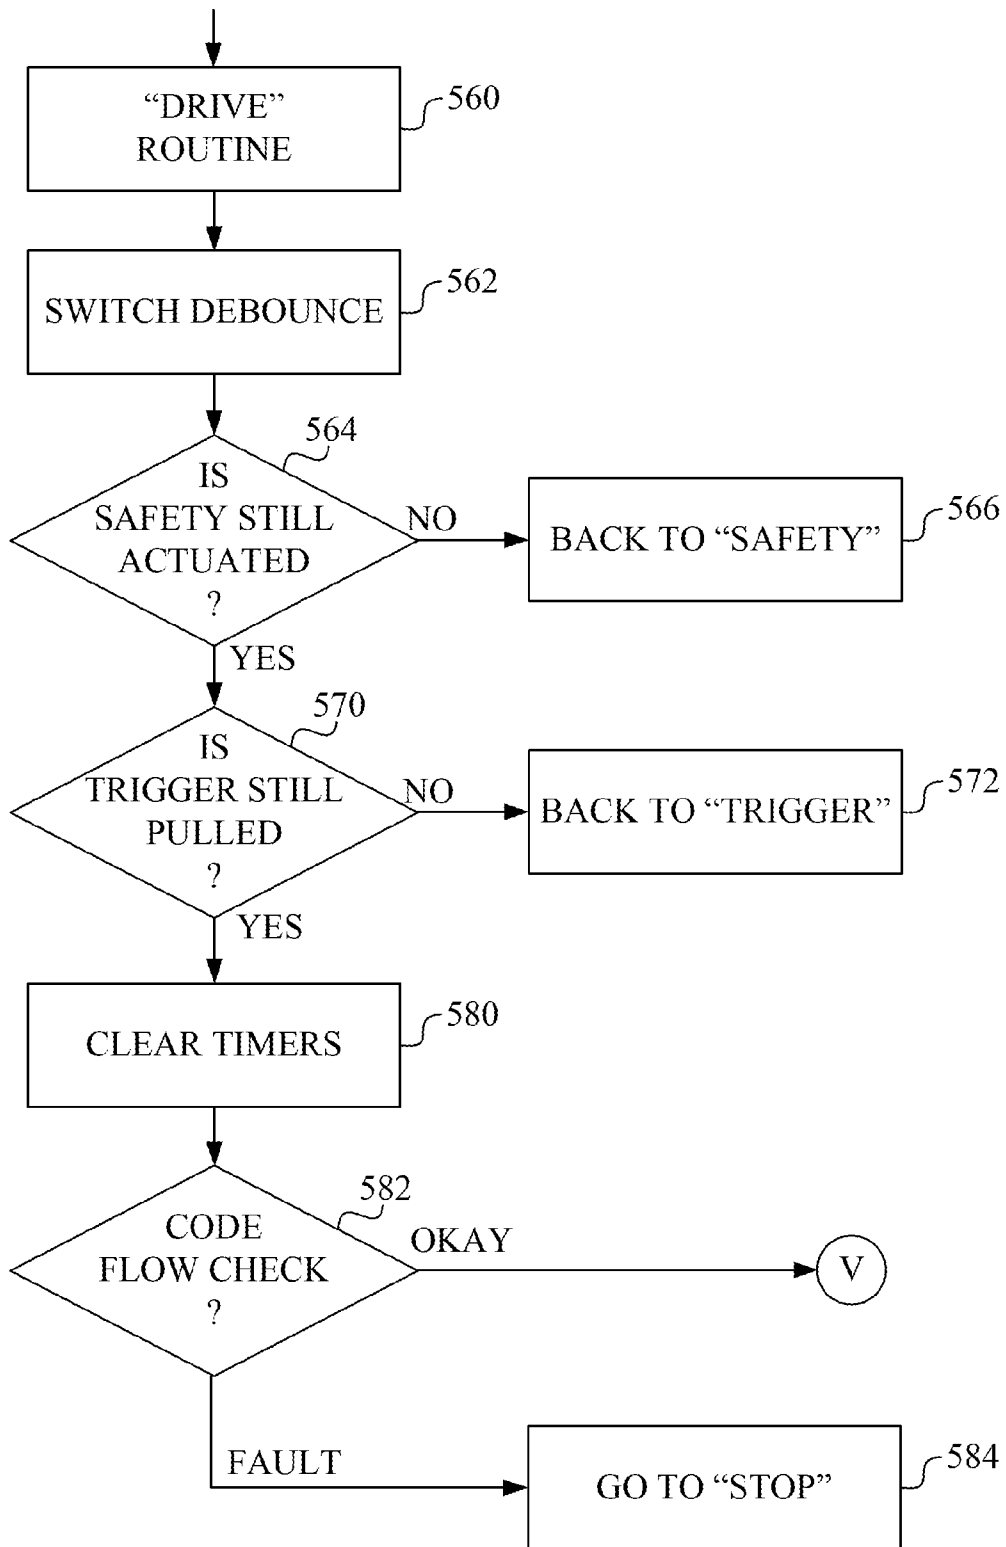 “DRIVE”
ROUTINE
560
SWITCH DEBOUNCE
562
564
IS
SAFETY STILL
ACTUATED
?
NO
BACK TO “SAFETY”
566
YES
570
IS
TRIGGER STILL
PULLED
?
NO
BACK TO “TRIGGER”
572
YES
CLEAR TIMERS
580
582
CODE
FLOW CHECK
?
OKAY
V
FAULT
GO TO “STOP”
584